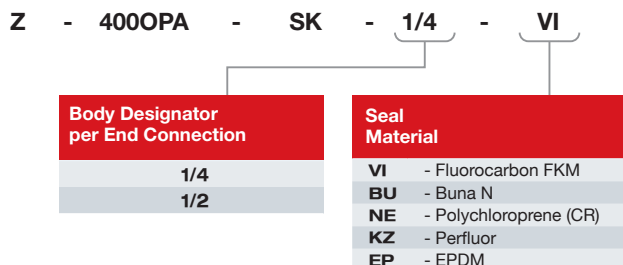 Z - 400OPA - SK - 1/4 - VI
Body Designator
per End Connection
1/4
1/2
Seal
Material
VI - Fluorocarbon FKM
BU - Buna N
NE - Polychloroprene (CR)
KZ - Perfluor
EP - EPDM